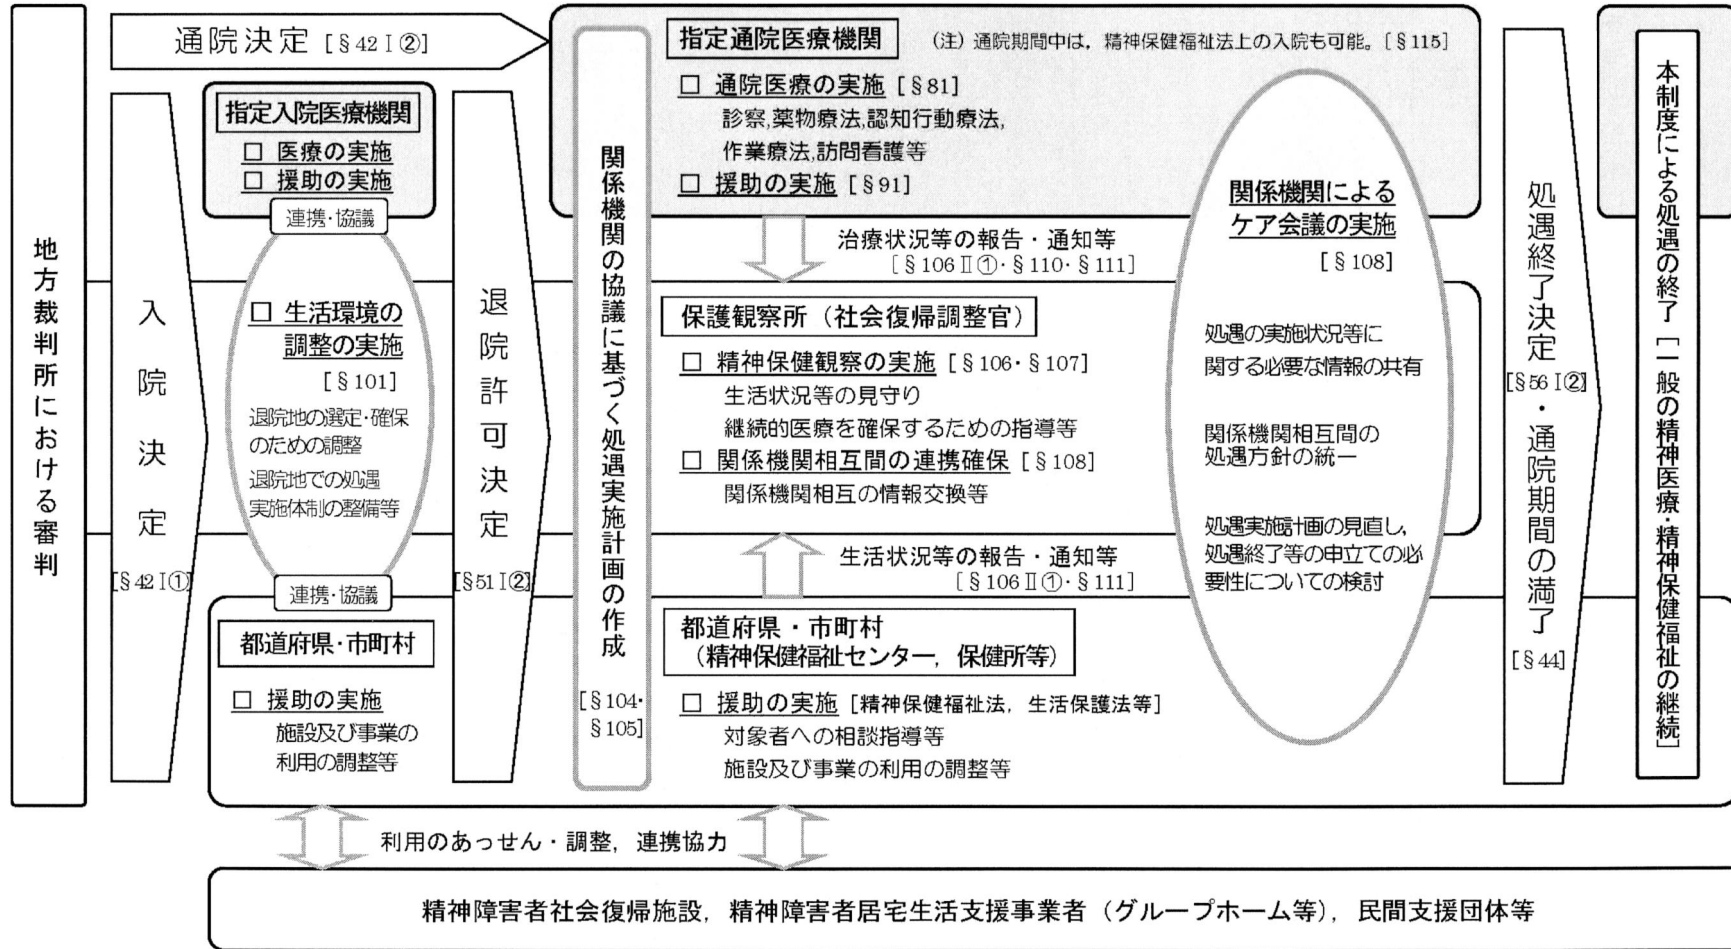 地方裁判所における審判
通院決定 [§42Ⅰ②]
入院決定
[§42Ⅰ①]
指定入院医療機関
□ 医療の実施
□ 援助の実施
連携・協議
□ 生活環境の
調整の実施
[§101]
退院地の選定・確保
のための調整
退院地での処遇
実施体制の整備等
連携・協議
都道府県・市町村
□ 援助の実施
施設及び事業の
利用の調整等
退院許可決定
[§51Ⅰ②]
関係機関の協議に基づく処遇実施計画の作成
[§104・
§105]
指定通院医療機関
(注) 通院期間中は，精神保健福祉法上の入院も可能。[§115]
□ 通院医療の実施 [§81]
診察,薬物療法,認知行動療法,
作業療法,訪問看護等
□ 援助の実施 [§91]
治療状況等の報告・通知等
[§106Ⅱ①・§110・§111]
保護観察所（社会復帰調整官）
□ 精神保健観察の実施 [§106・§107]
生活状況等の見守り
継続的医療を確保するための指導等
□ 関係機関相互間の連携確保 [§108]
関係機関相互の情報交換等
生活状況等の報告・通知等
[§106Ⅱ①・§111]
都道府県・市町村
（精神保健福祉センター，保健所等）
□ 援助の実施 [精神保健福祉法，生活保護法等]
対象者への相談指導等
施設及び事業の利用の調整等
関係機関による
ケア会議の実施
[§108]
処遇の実施状況等に
関する必要な情報の共有
関係機関相互間の
処遇方針の統一
処遇実施計画の見直し，
処遇終了等の申立ての必
要性についての検討
処遇終了決定
[§56Ⅰ②]
・通院期間の満了
[§44]
本制度による処遇の終了［一般の精神医療・精神保健福祉の継続］
利用のあっせん・調整，連携協力
精神障害者社会復帰施設，精神障害者居宅生活支援事業者（グループホーム等），民間支援団体等